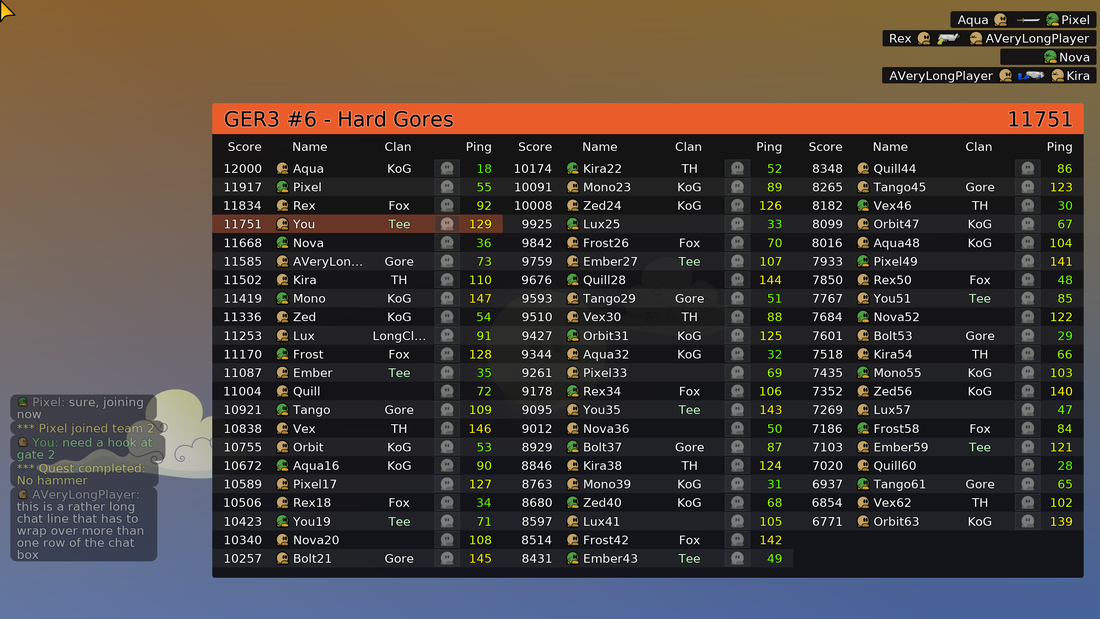 Aqua Pixel
Rex AVeryLongPlayer
Nova
AVeryLongPlayer Kira
GER3 #6 - Hard Gores 11751
Score Name Clan Ping Score Name Clan Ping Score Name Clan Ping
12000 Aqua KoG 18 10174 Kira22 TH 52 8348 Quill44 86
11917 Pixel 55 10091 Mono23 KoG 89 8265 Tango45 Gore 123
11834 Rex Fox 92 10008 Zed24 KoG 126 8182 Vex46 TH 30
11751 You Tee 129 9925 Lux25 33 8099 Orbit47 KoG 67
11668 Nova 36 9842 Frost26 Fox 70 8016 Aqua48 KoG 104
11585 AVeryLon... Gore 73 9759 Ember27 Tee 107 7933 Pixel49 141
11502 Kira TH 110 9676 Quill28 144 7850 Rex50 Fox 48
11419 Mono KoG 147 9593 Tango29 Gore 51 7767 You51 Tee 85
11336 Zed KoG 54 9510 Vex30 TH 88 7684 Nova52 122
11253 Lux LongCl... 91 9427 Orbit31 KoG 125 7601 Bolt53 Gore 29
11170 Frost Fox 128 9344 Aqua32 KoG 32 7518 Kira54 TH 66
11087 Ember Tee 35 9261 Pixel33 69 7435 Mono55 KoG 103
11004 Quill 72 9178 Rex34 Fox 106 7352 Zed56 KoG 140
10921 Tango Gore 109 9095 You35 Tee 143 7269 Lux57 47
10838 Vex TH 146 9012 Nova36 50 7186 Frost58 Fox 84
10755 Orbit KoG 53 8929 Bolt37 Gore 87 7103 Ember59 Tee 121
10672 Aqua16 KoG 90 8846 Kira38 TH 124 7020 Quill60 28
10589 Pixel17 127 8763 Mono39 KoG 31 6937 Tango61 Gore 65
10506 Rex18 Fox 34 8680 Zed40 KoG 68 6854 Vex62 TH 102
10423 You19 Tee 71 8597 Lux41 105 6771 Orbit63 KoG 139
10340 Nova20 108 8514 Frost42 Fox 142
10257 Bolt21 Gore 145 8431 Ember43 Tee 49
Pixel: sure, joining
now
*** Pixel joined team 2
You: need a hook at
gate 2
*** Quest completed:
No hammer
AVeryLongPlayer:
this is a rather long
chat line that has to
wrap over more than
one row of the chat
box